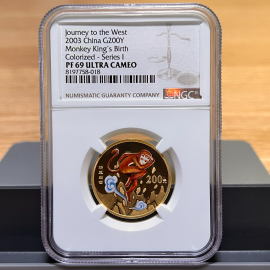 Journey to the West
2003 China G200Y
Monkey King's Birth
Colorized - Series I
PF 69 ULTRA CAMEO
8197758-018
NUMISMATIC GUARANTY COMPANY
NGC
200元